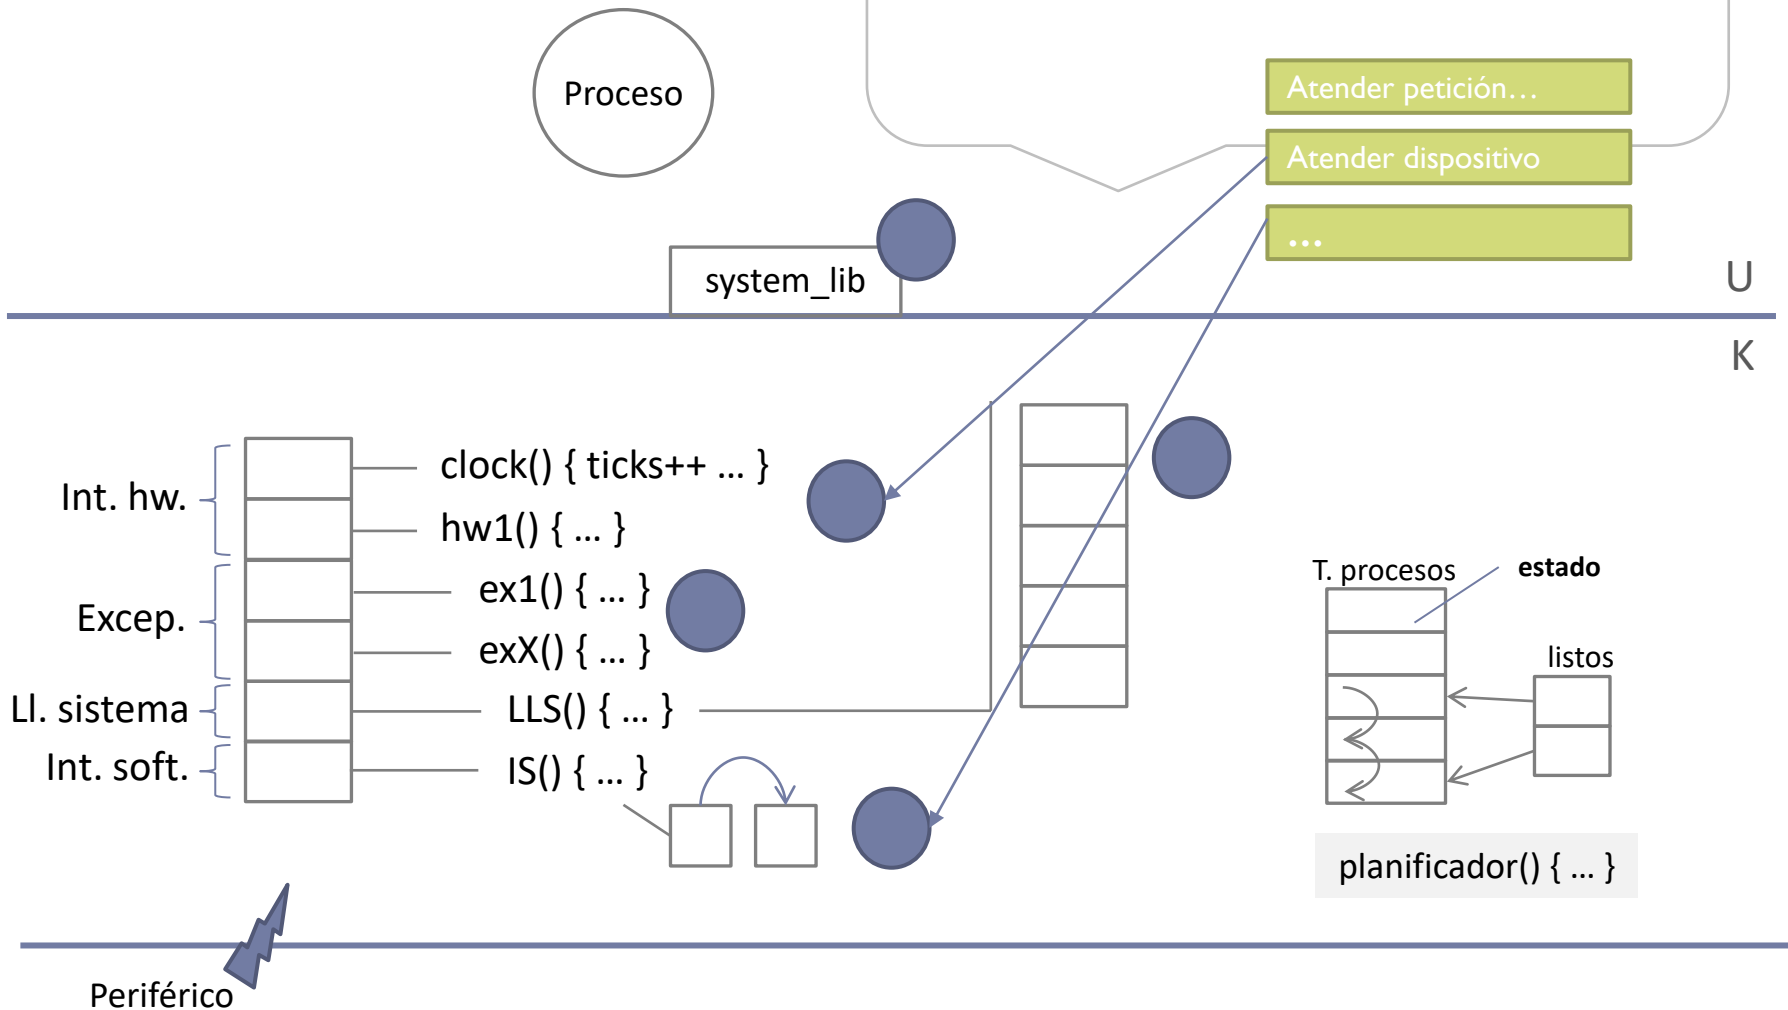 Proceso
Atender petición…
Atender dispositivo
…
system_lib
U
K
Int. hw.
clock() { ticks++ … }
hw1() { … }
Excep.
ex1() { … }
exX() { … }
Ll. sistema
LLS() { … }
Int. soft.
IS() { … }
T. procesos
estado
listos
planificador() { … }
Periférico